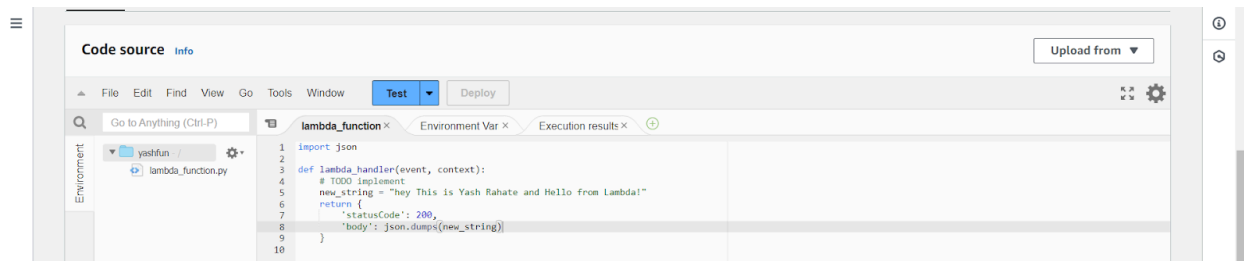 Code source Info
Upload from
File Edit Find View Go Tools Window Test Deploy
Go to Anything (Ctrl-P)
lambda_function × Environment Var × Execution results ×
Environment
yashfun /
lambda_function.py
1 import json
2
3 def lambda_handler(event, context):
4 # TODO implement
5 new_string = "hey This is Yash Rahate and Hello from Lambda!"
6 return {
7 'statusCode': 200,
8 'body': json.dumps(new_string)
9 }
10